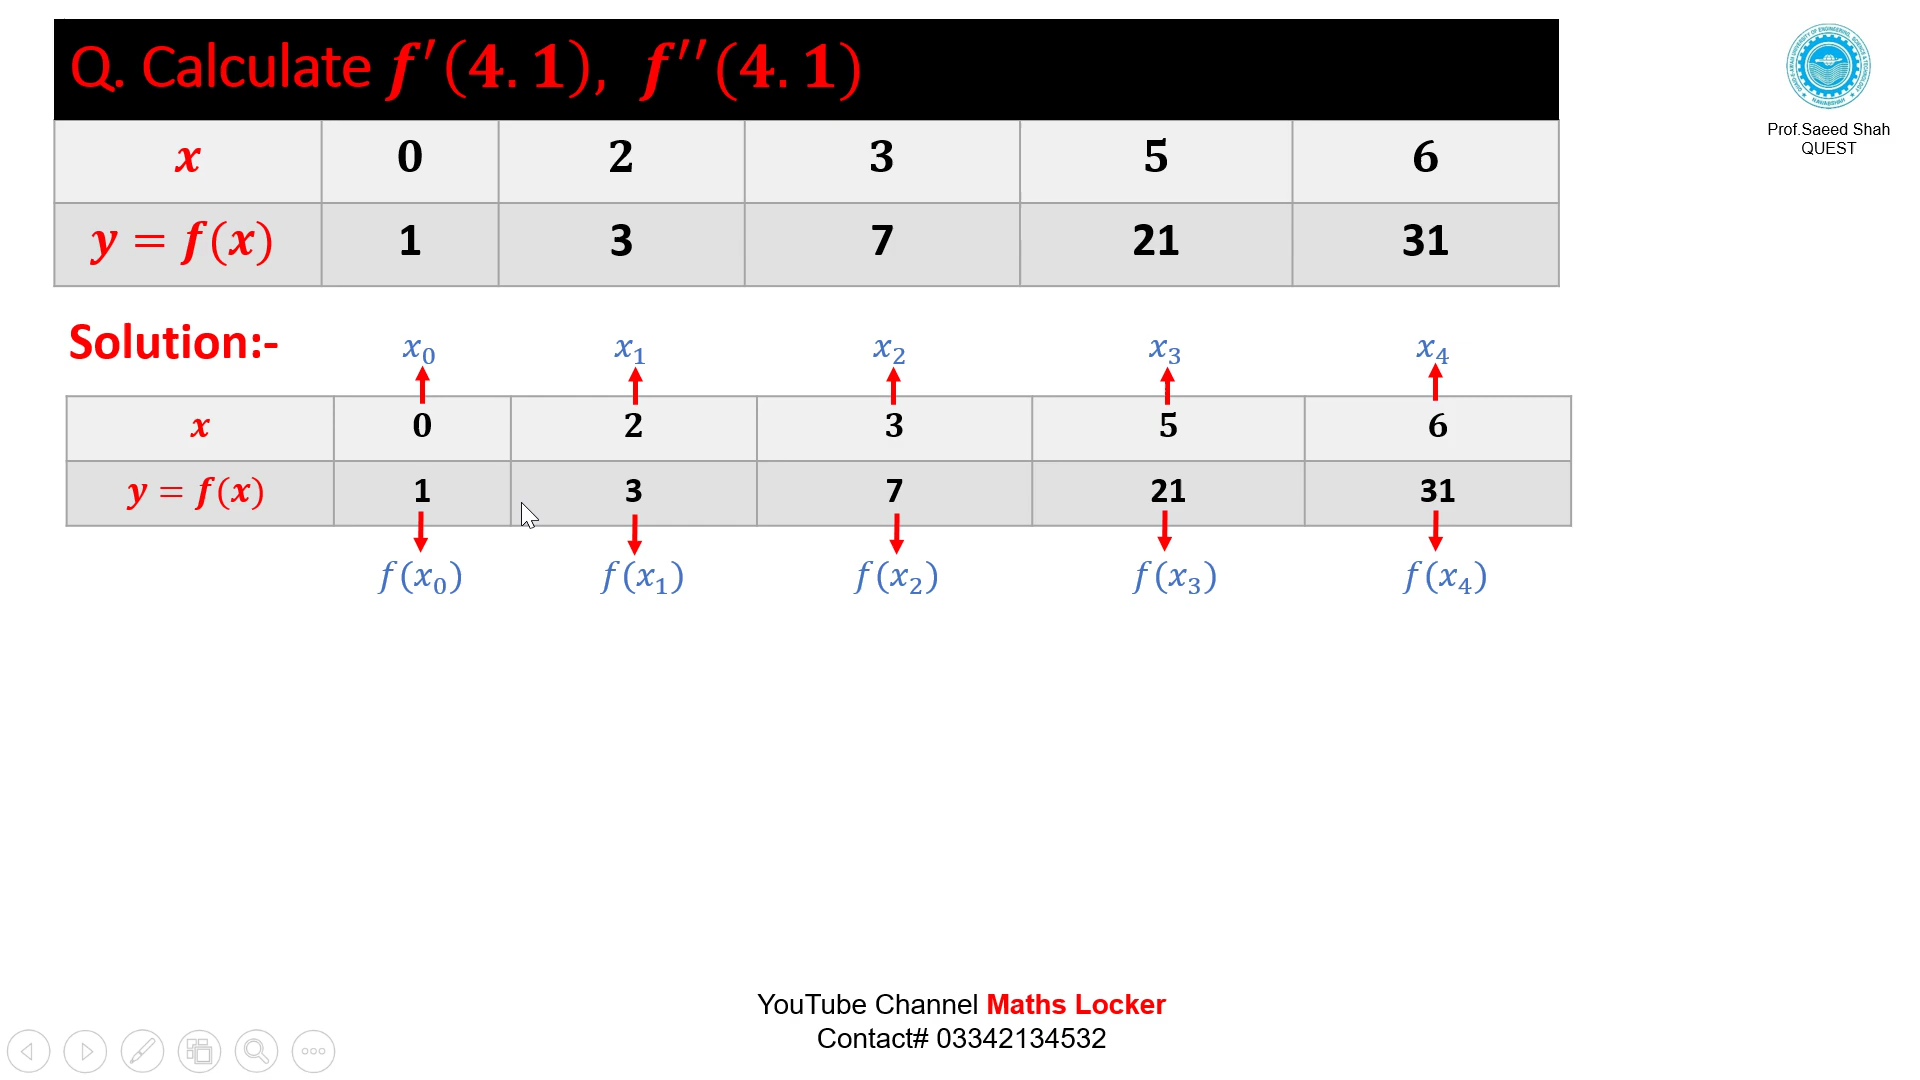 Q. Calculate f′(4.1), f″(4.1)
x 0 2 3 5 6
y = f(x) 1 3 7 21 31
Prof.Saeed Shah
QUEST
Solution:- x₀ x₁ x₂ x₃ x₄
x 0 2 3 5 6
y = f(x) 1 3 7 21 31
f(x₀) f(x₁) f(x₂) f(x₃) f(x₄)
YouTube Channel Maths Locker
Contact# 03342134532